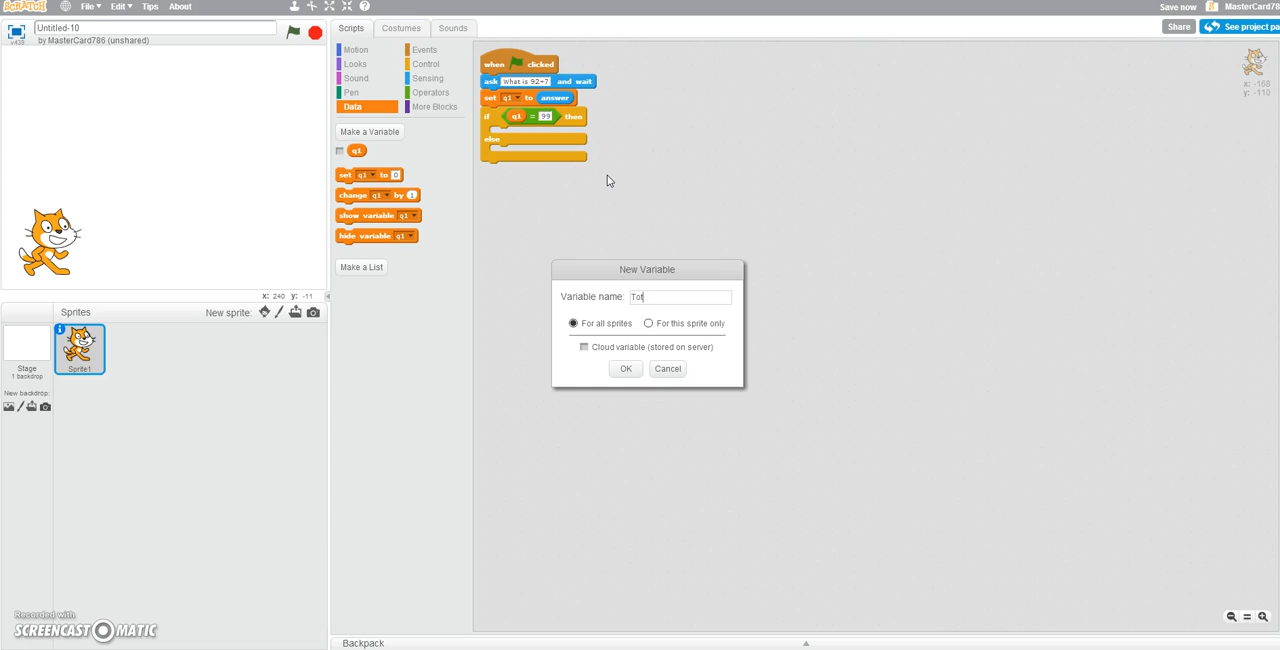 SCRATCH File▼ Edit▼ Tips About Save now MasterCard78
Untitled-10
by MasterCard786 (unshared)
v439
Scripts Costumes Sounds
Share See project pa
Motion Events
Looks Control
Sound Sensing
Pen Operators
Data More Blocks
Make a Variable
q1
set q1 to 0
change q1 by 1
show variable q1
hide variable q1
Make a List
when clicked
ask What is 92+7 and wait
set q1 to answer
if q1 = 99 then
else
x: -168
y: -110
x: 240 y: -11
Sprites New sprite:
Stage
1 backdrop
New backdrop:
Sprite1
New Variable
Variable name: Tot
For all sprites For this sprite only
Cloud variable (stored on server)
OK Cancel
Recorded with
SCREENCAST MATIC
Backpack